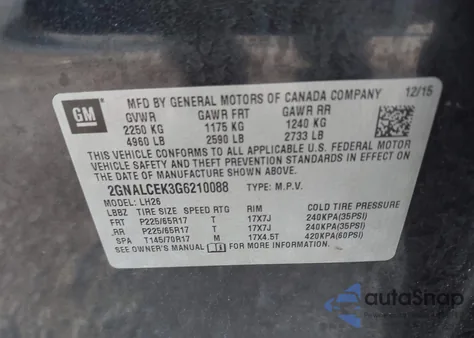 GM
MFD BY GENERAL MOTORS OF CANADA COMPANY 12/15
GVWR GAWR FRT GAWR RR
2250 KG 1175 KG 1240 KG
4960 LB 2590 LB 2733 LB
THIS VEHICLE CONFORMS TO ALL APPLICABLE U.S. FEDERAL MOTOR
VEHICLE SAFETY AND THEFT PREVENTION STANDARDS IN EFFECT ON
THE DATE OF MANUFACTURE SHOWN ABOVE.
2GNALCEK3G6210088 TYPE: M.P.V.
MODEL: LH26
LBBZ TIRE SIZE SPEED RTG RIM COLD TIRE PRESSURE
FRT P225/65R17 T 17X7J 240KPA(35PSI)
RR P225/65R17 T 17X7J 240KPA(35PSI)
SPA T145/70R17 M 17X4.5T 420KPA(60PSI)
SEE OWNER'S MANUAL FOR MORE INFORMATION.
autoSnap